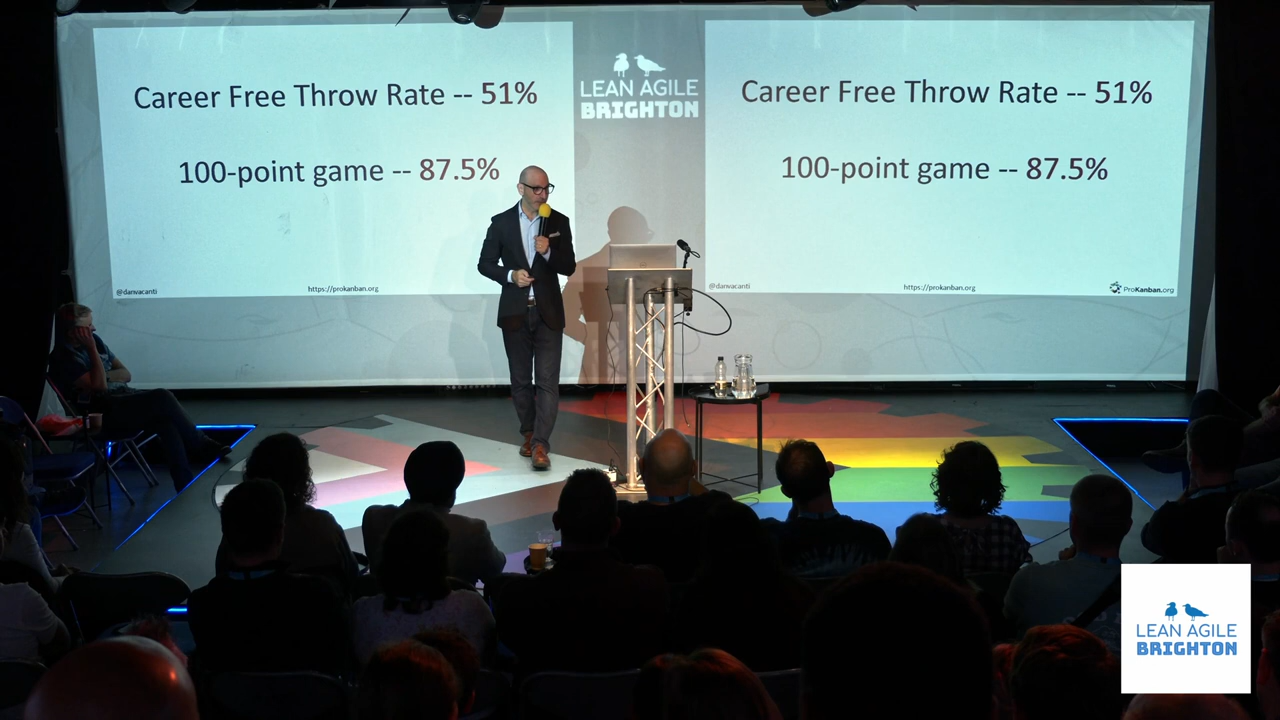 Career Free Throw Rate -- 51%
100-point game -- 87.5%
@danvacanti
https://prokanban.org
LEAN AGILE
BRIGHTON
Career Free Throw Rate -- 51%
100-point game -- 87.5%
@danvacanti
https://prokanban.org
ProKanban.org
LEAN AGILE
BRIGHTON